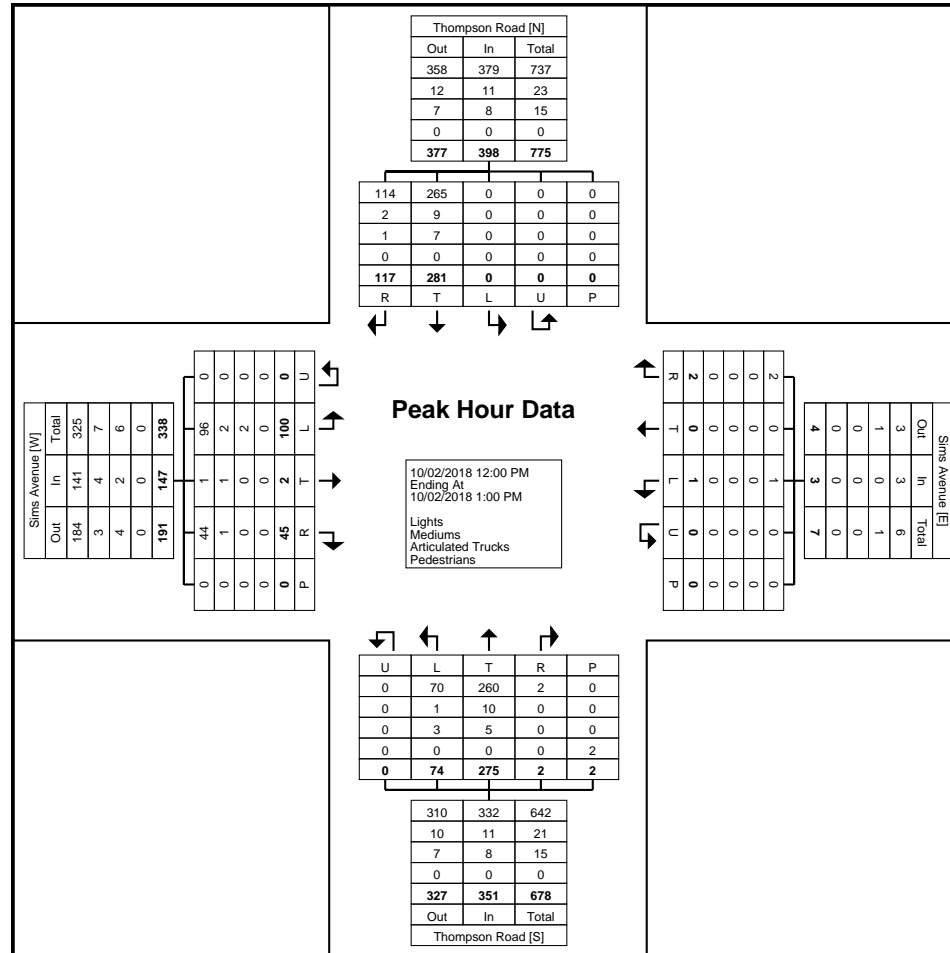 Thompson Road [N]
Out In Total
358 379 737
12 11 23
7 8 15
0 0 0
377 398 775
114 265 0 0 0
2 9 0 0 0
1 7 0 0 0
0 0 0 0 0
117 281 0 0 0
R T L U P
Sims Avenue [W]
Total In Out
325 141 184
7 4 3
6 2 4
0 0 0
338 147 191
0 96 1 44 0
0 2 1 1 0
0 2 0 0 0
0 0 0 0 0
0 100 2 45 0
U L T R P
Peak Hour Data
10/02/2018 12:00 PM
Ending At
10/02/2018 1:00 PM
Lights
Mediums
Articulated Trucks
Pedestrians
R T L U P
2 0 1 0 0
0 0 0 0 0
0 0 0 0 0
0 0 0 0 0
2 0 1 0 0
Sims Avenue [E]
Out In Total
3 3 6
1 0 1
0 0 0
0 0 0
4 3 7
U L T R P
0 70 260 2 0
0 1 10 0 0
0 3 5 0 0
0 0 0 0 2
0 74 275 2 2
310 332 642
10 11 21
7 8 15
0 0 0
327 351 678
Out In Total
Thompson Road [S]